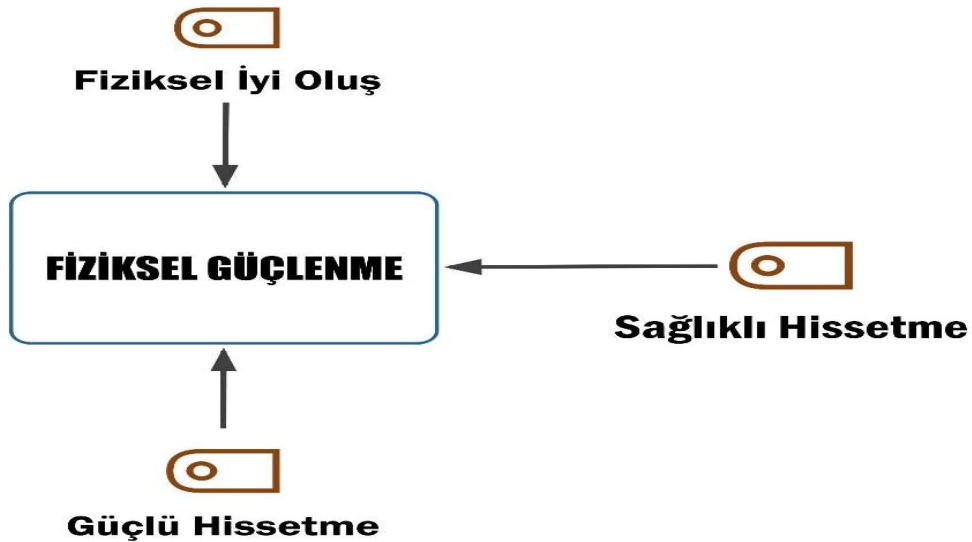 Fiziksel İyi Oluş
FİZİKSEL GÜÇLENME
Sağlıklı Hissetme
Güçlü Hissetme